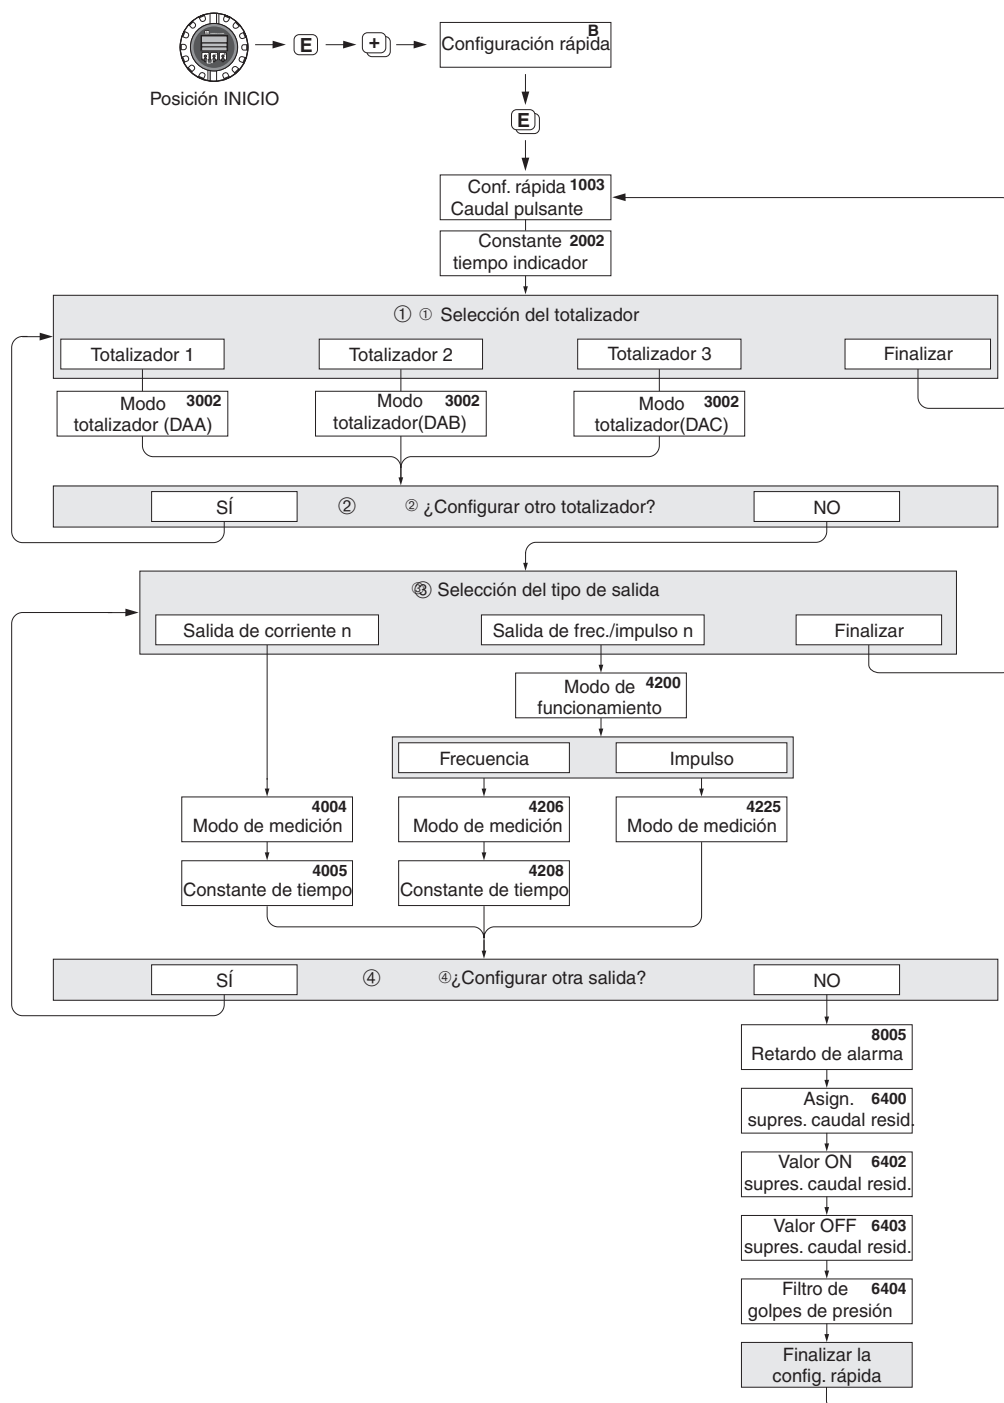 B
E
+
Configuración rápida
Posición INICIO
E
Conf. rápida 1003
Caudal pulsante
Constante 2002
tiempo indicador
① ① Selección del totalizador
Totalizador 1
Totalizador 2
Totalizador 3
Finalizar
Modo 3002
totalizador (DAA)
Modo 3002
totalizador(DAB)
Modo 3002
totalizador(DAC)
SÍ
② ② ¿Configurar otro totalizador?
NO
③ Selección del tipo de salida
Salida de corriente n
Salida de frec./impulso n
Finalizar
Modo de 4200
funcionamiento
Frecuencia
Impulso
4004
Modo de medición
4206
Modo de medición
4225
Modo de medición
4005
Constante de tiempo
4208
Constante de tiempo
SÍ
④ ④¿Configurar otra salida?
NO
8005
Retardo de alarma
Asign. 6400
supres. caudal resid.
Valor ON 6402
supres. caudal resid.
Valor OFF 6403
supres. caudal resid.
Filtro de 6404
golpes de presión
Finalizar la
config. rápida